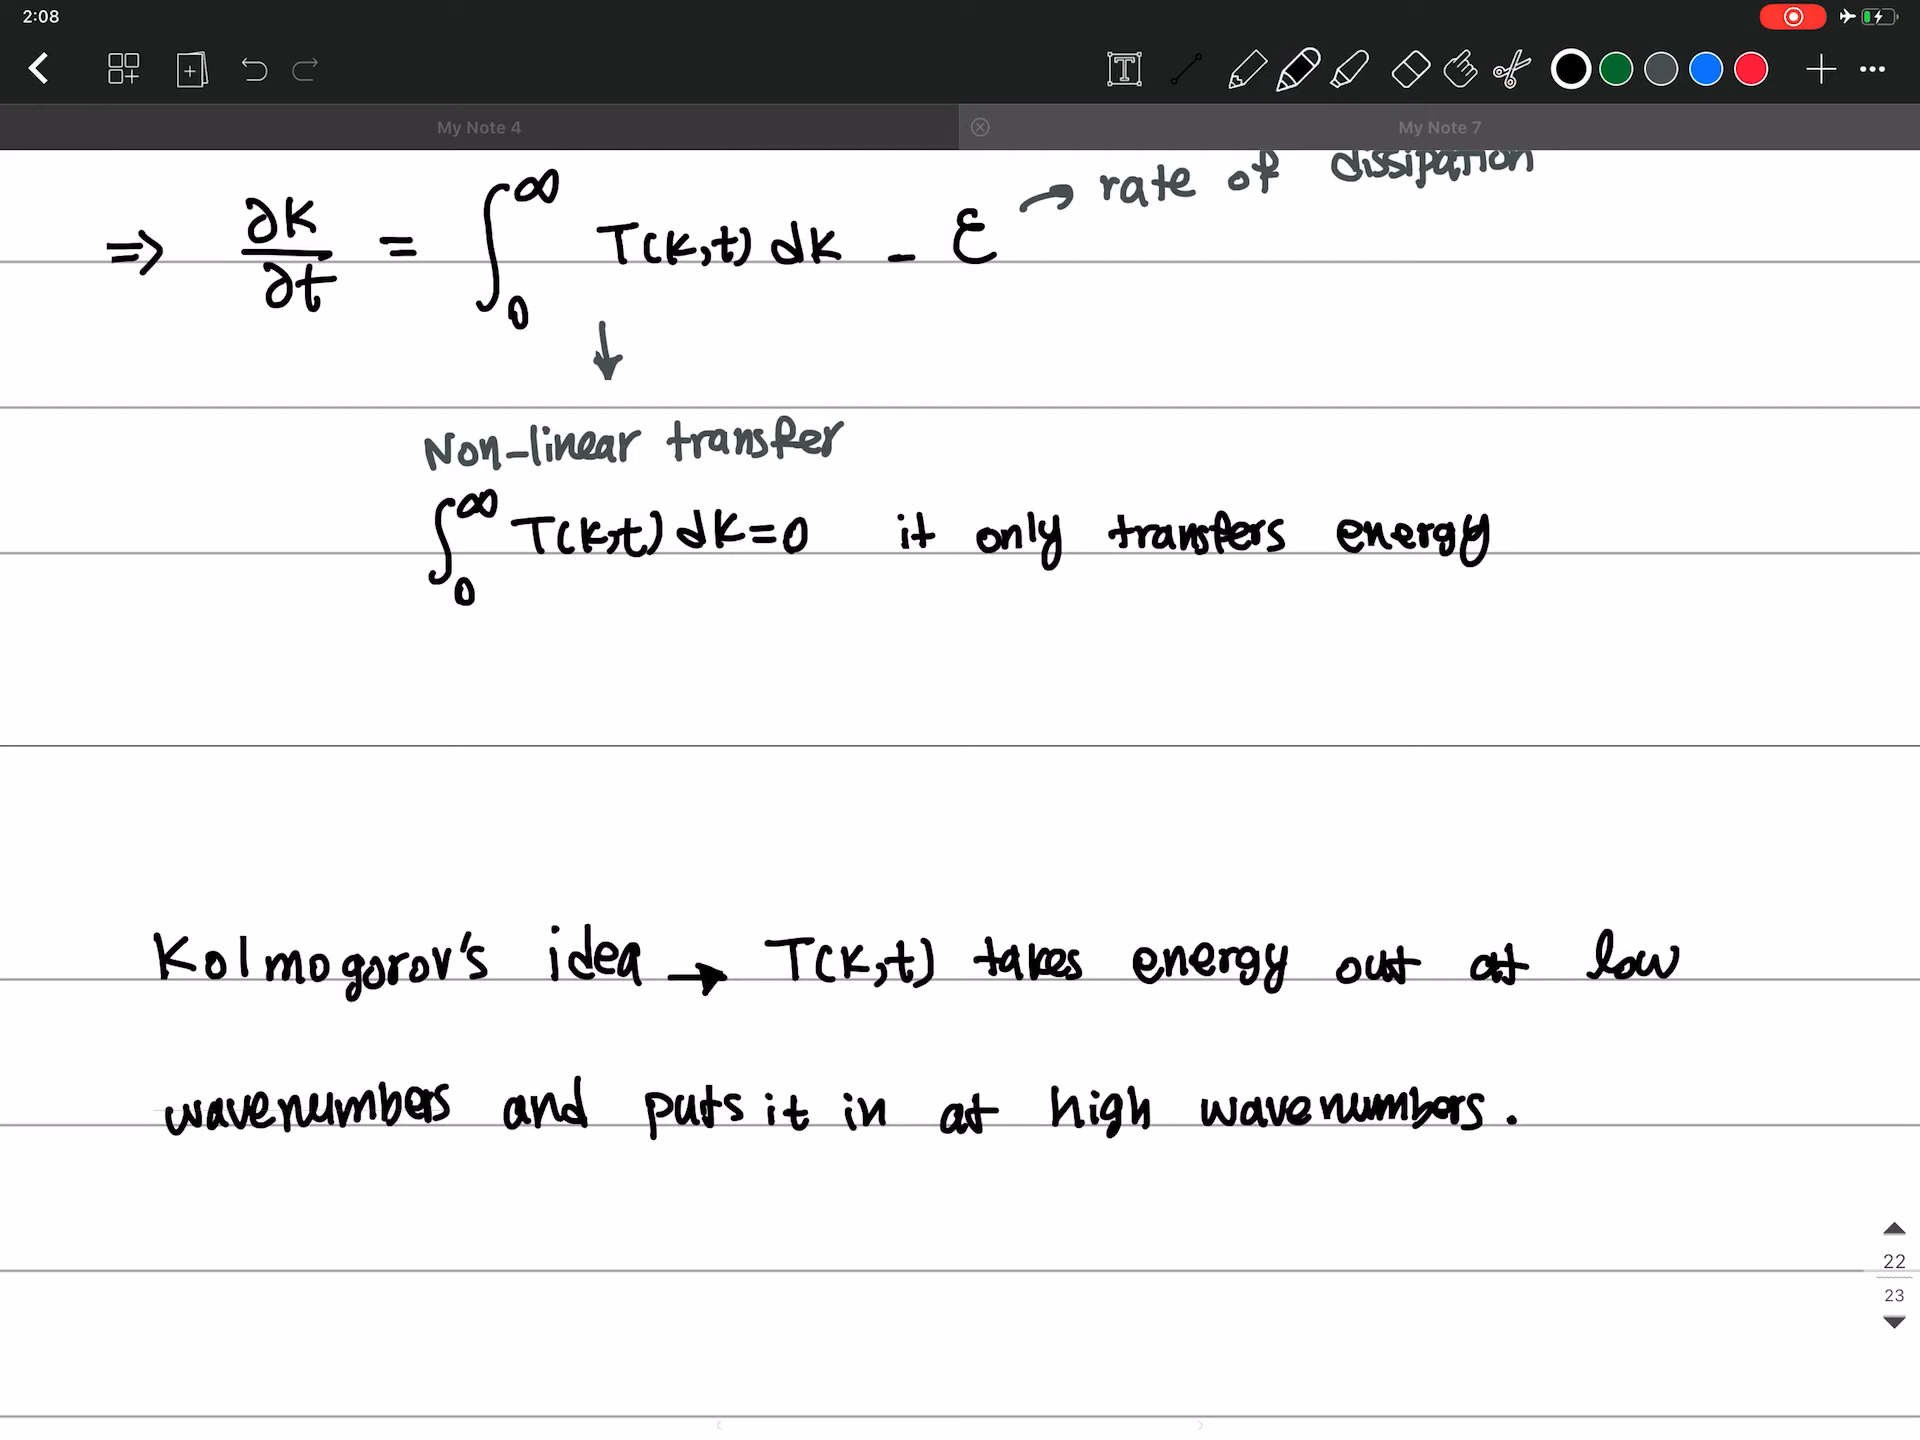 2:08
My Note 4
My Note 7
rate of dissipation
⇒ ∂K/∂t = ∫₀^∞ T(K,t) dK - ε
Non-linear transfer
∫₀^∞ T(K,t) dK = 0 it only transfers energy
Kolmogorov's idea → T(K,t) takes energy out at low
wavenumbers and puts it in at high wavenumbers.
22
23